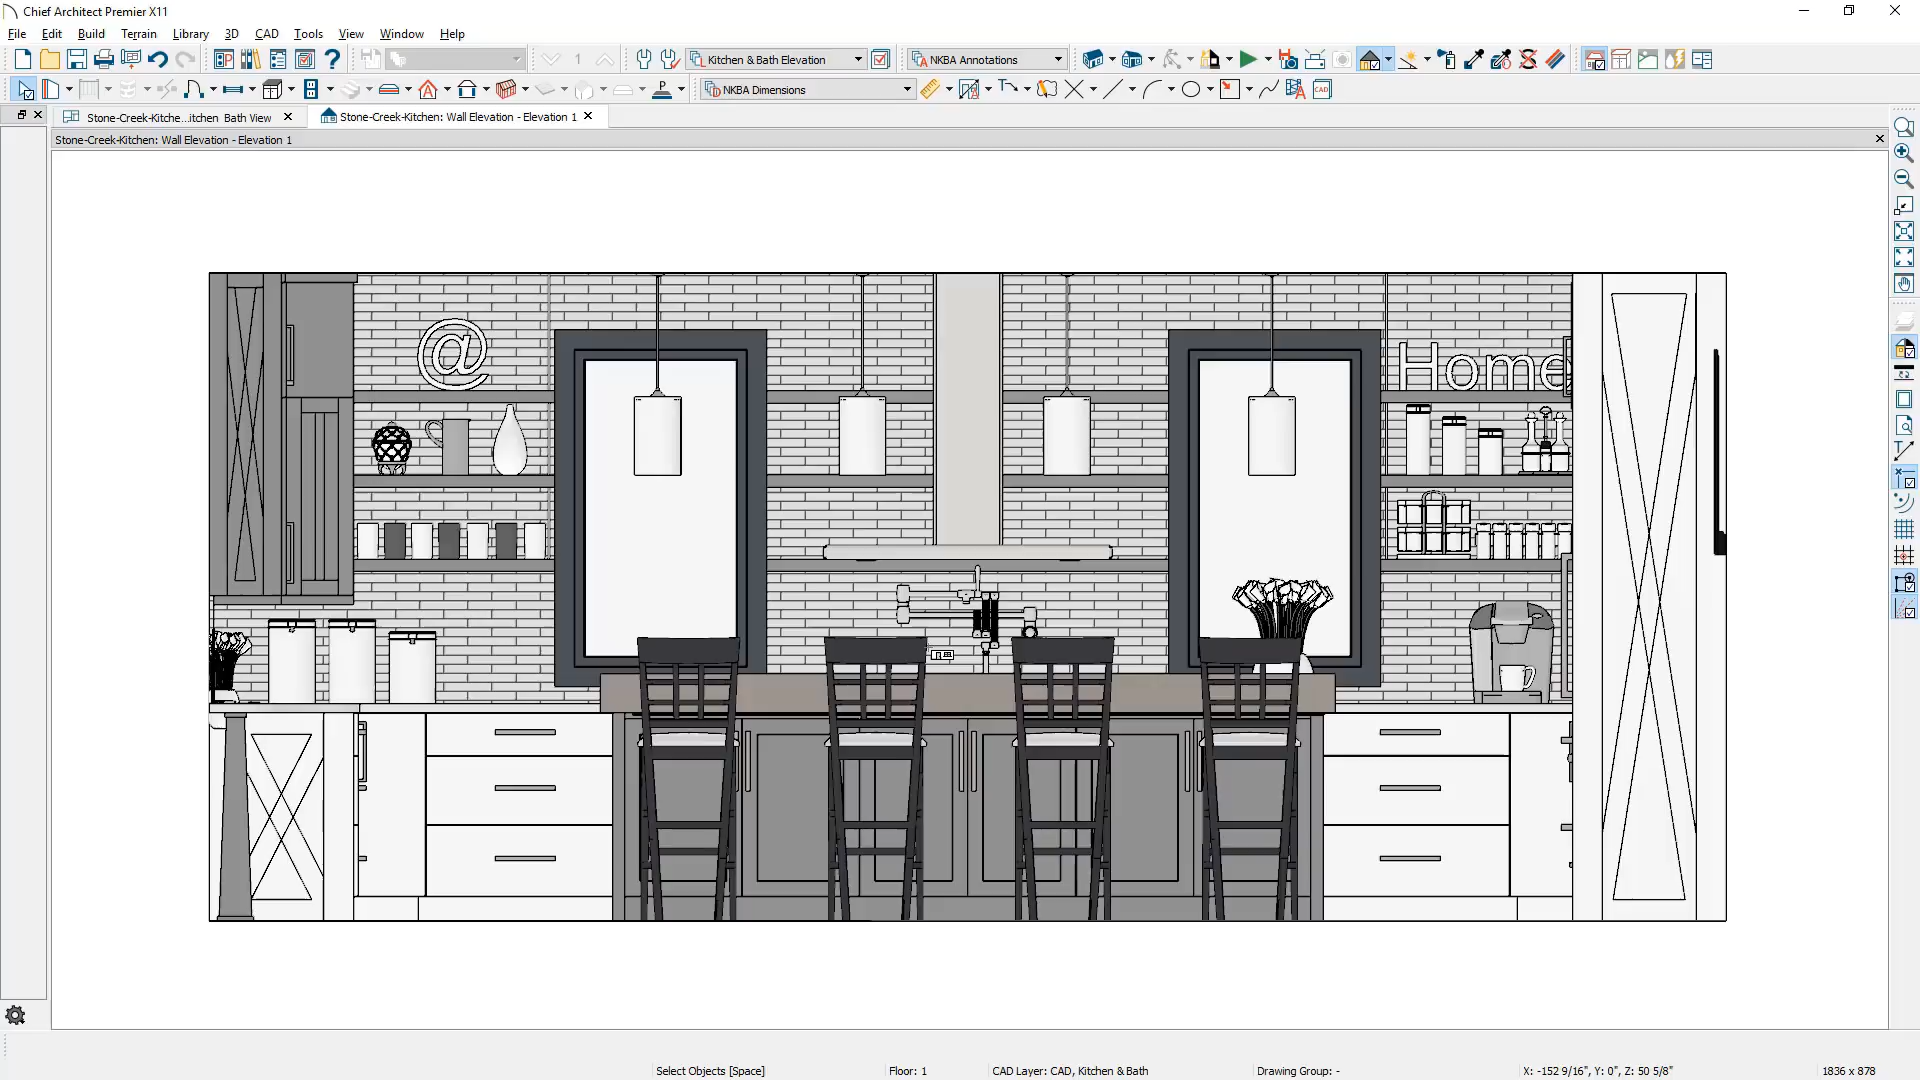 Chief Architect Premier X11
File Edit Build Terrain Library 3D CAD Tools Text View Window Help
1 Kitchen & Bath Elevation NKBA Annotations
NKBA Dimensions CAD
Stone-Creek-Kitche...itchen Bath View Stone-Creek-Kitchen: Wall Elevation - Elevation 1
Stone-Creek-Kitchen: Wall Elevation - Elevation 1
@
Home
Select Objects [Space] Floor: 1 CAD Layer: CAD, Kitchen & Bath Drawing Group: - X: -152 9/16", Y: 0", Z: 50 5/8" 1836 x 878